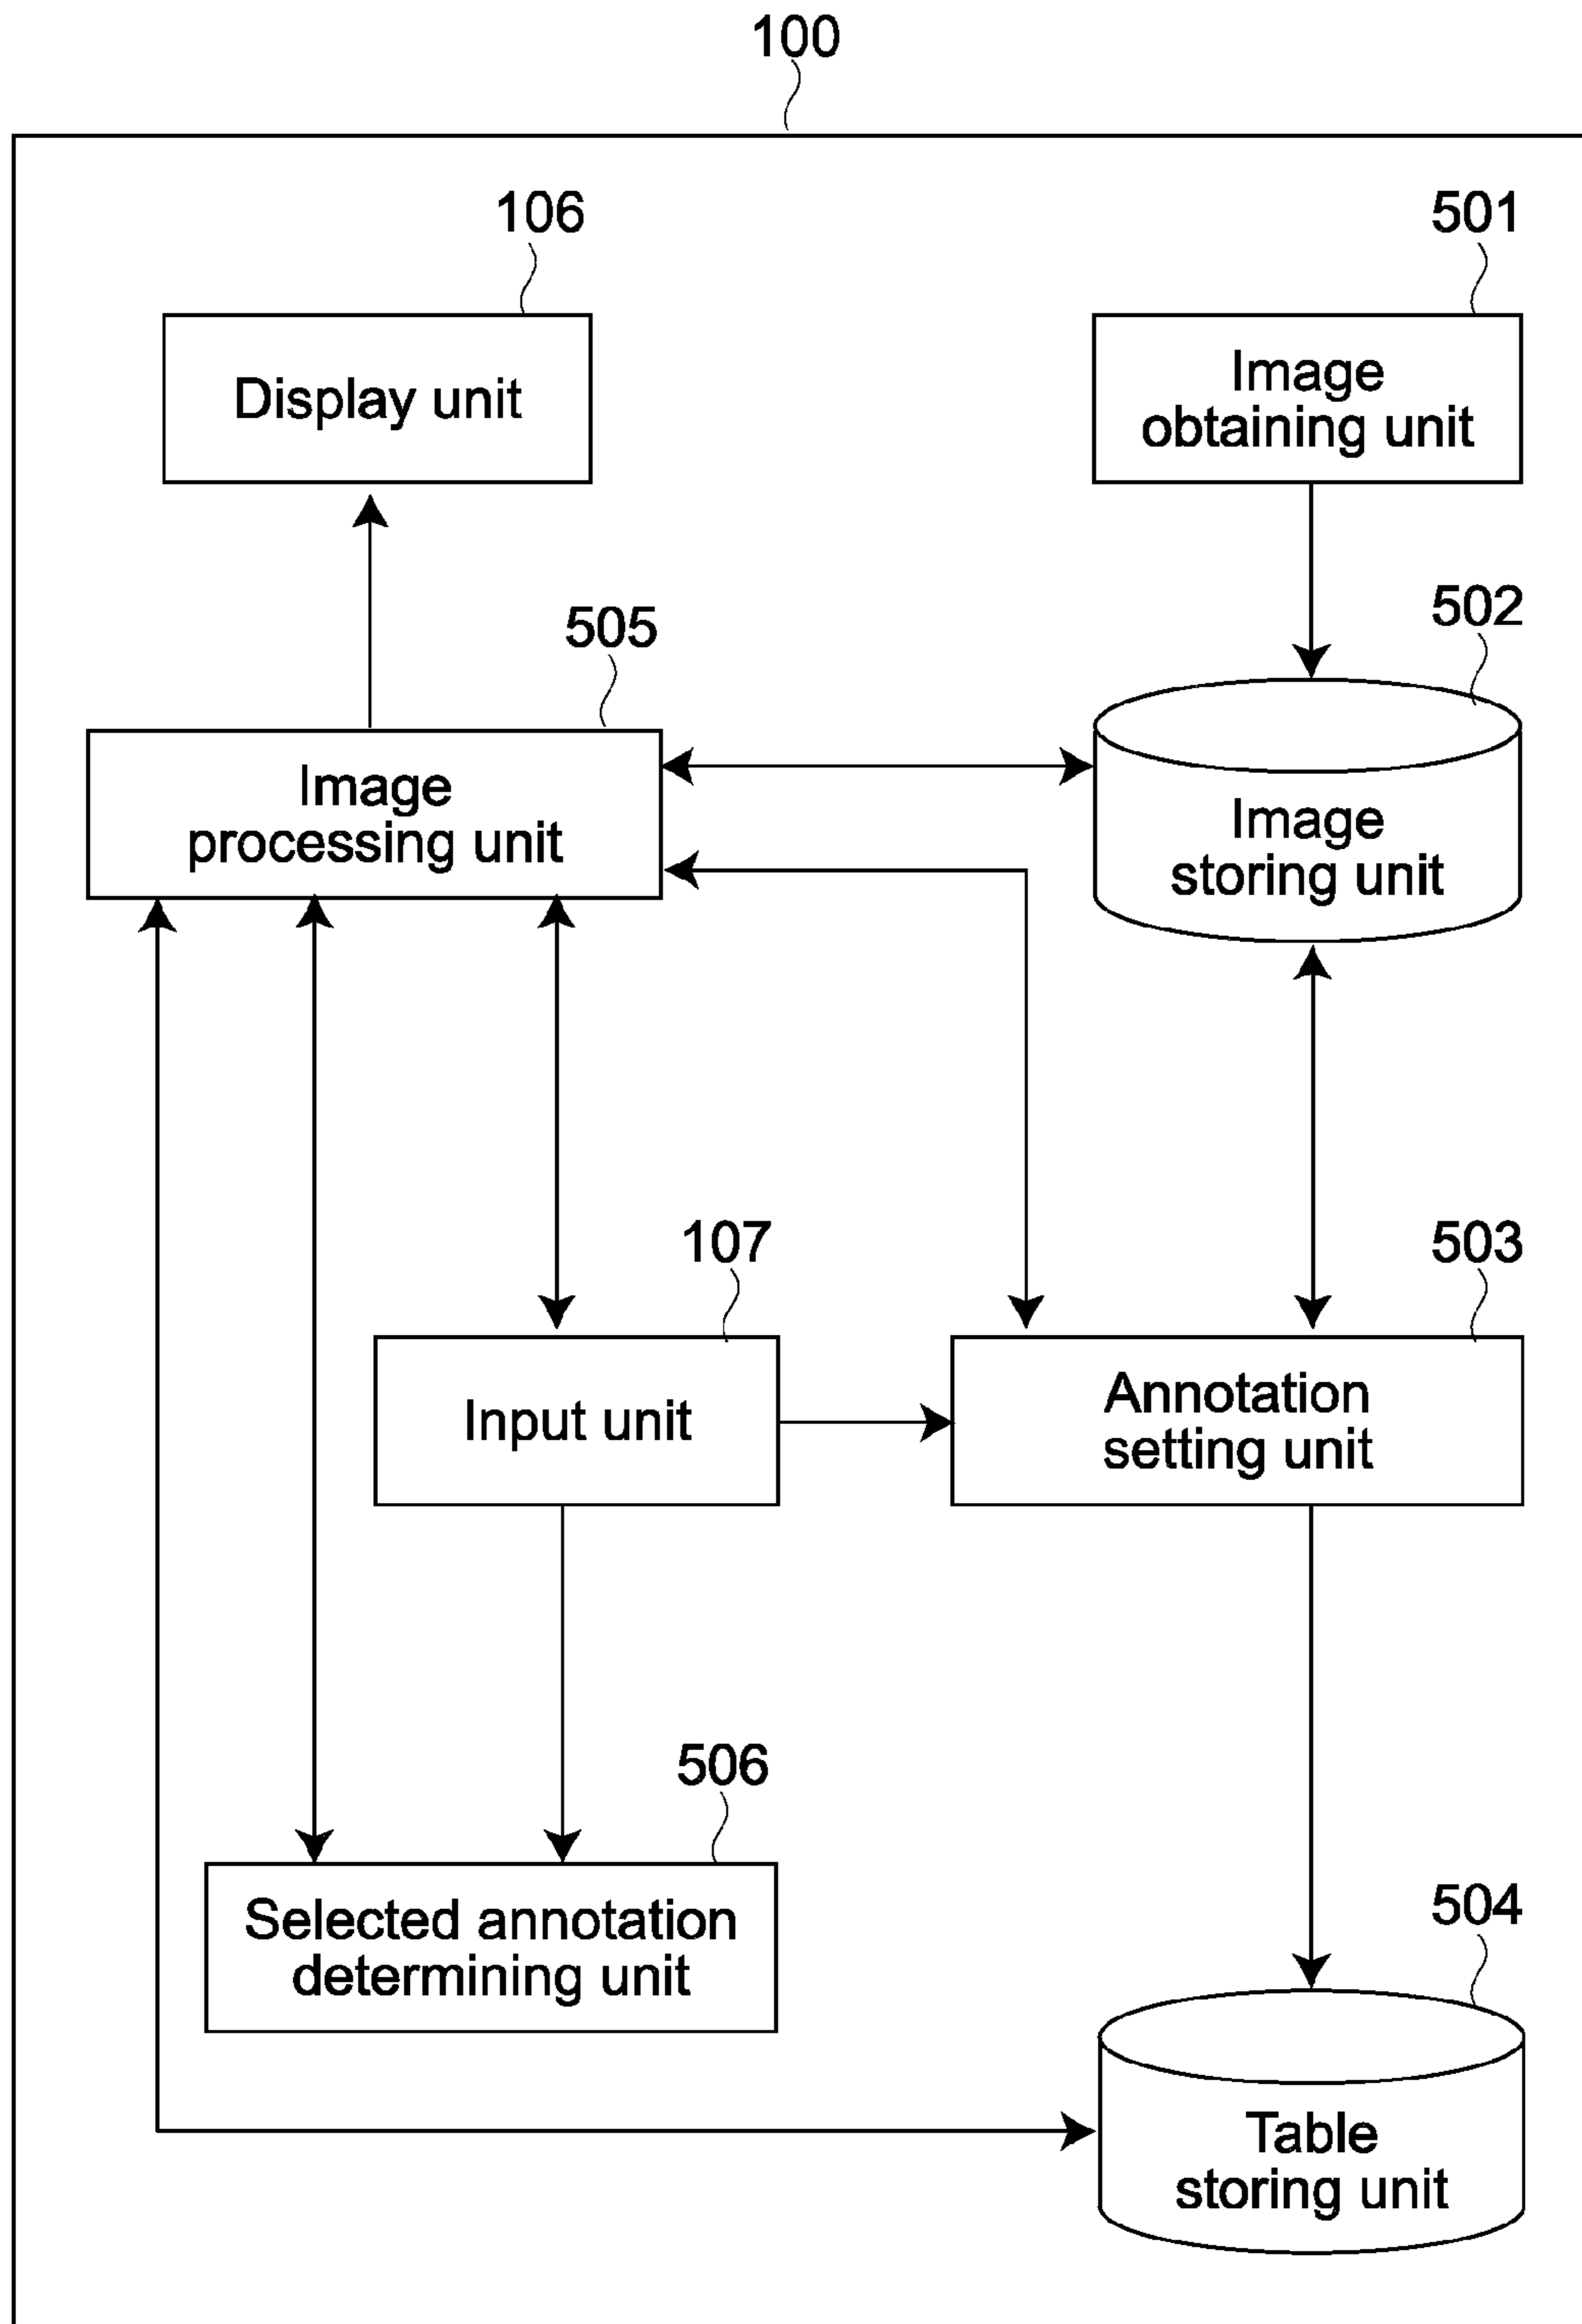 100
106
501
Display unit
Image
obtaining unit
505
502
Image
processing unit
Image
storing unit
107
503
Input unit
Annotation
setting unit
506
504
Selected annotation
determining unit
Table
storing unit